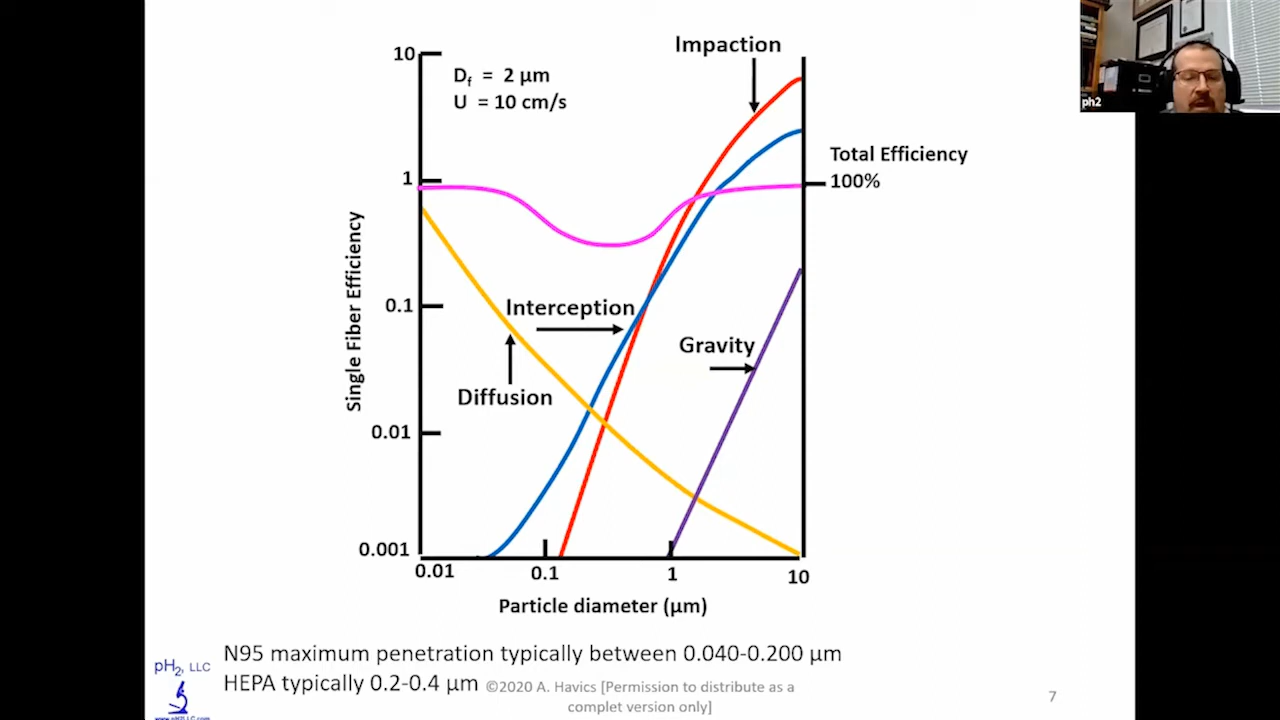 Impaction
10
Df = 2 µm
U = 10 cm/s
ph2
Total Efficiency
100%
1
Single Fiber Efficiency
0.1
Interception
Gravity
Diffusion
0.01
0.001
0.01
0.1
1
10
Particle diameter (µm)
N95 maximum penetration typically between 0.040-0.200 µm
HEPA typically 0.2-0.4 µm
©2020 A. Havics [Permission to distribute as a
complet version only]
pH2, LLC
www.pH2LLC.com
7